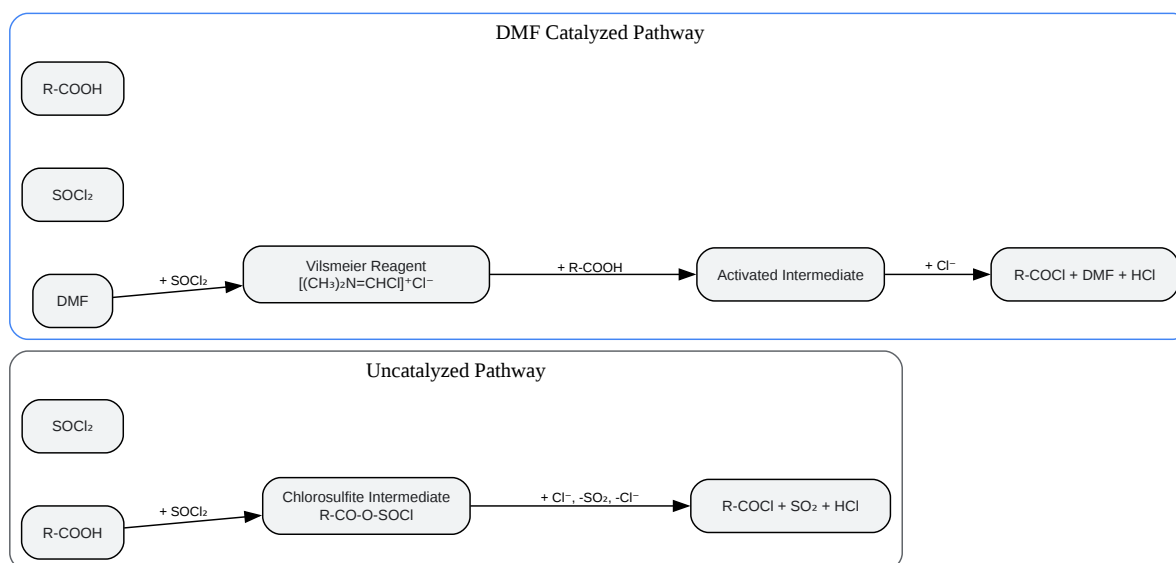 DMF Catalyzed Pathway
R-COOH
SOCl₂
DMF
+ SOCl₂
Vilsmeier Reagent
[(CH₃)₂N=CHCl]⁺Cl⁻
+ R-COOH
Activated Intermediate
+ Cl⁻
R-COCl + DMF + HCl
Uncatalyzed Pathway
SOCl₂
R-COOH
+ SOCl₂
Chlorosulfite Intermediate
R-CO-O-SOCl
+ Cl⁻, -SO₂, -Cl⁻
R-COCl + SO₂ + HCl